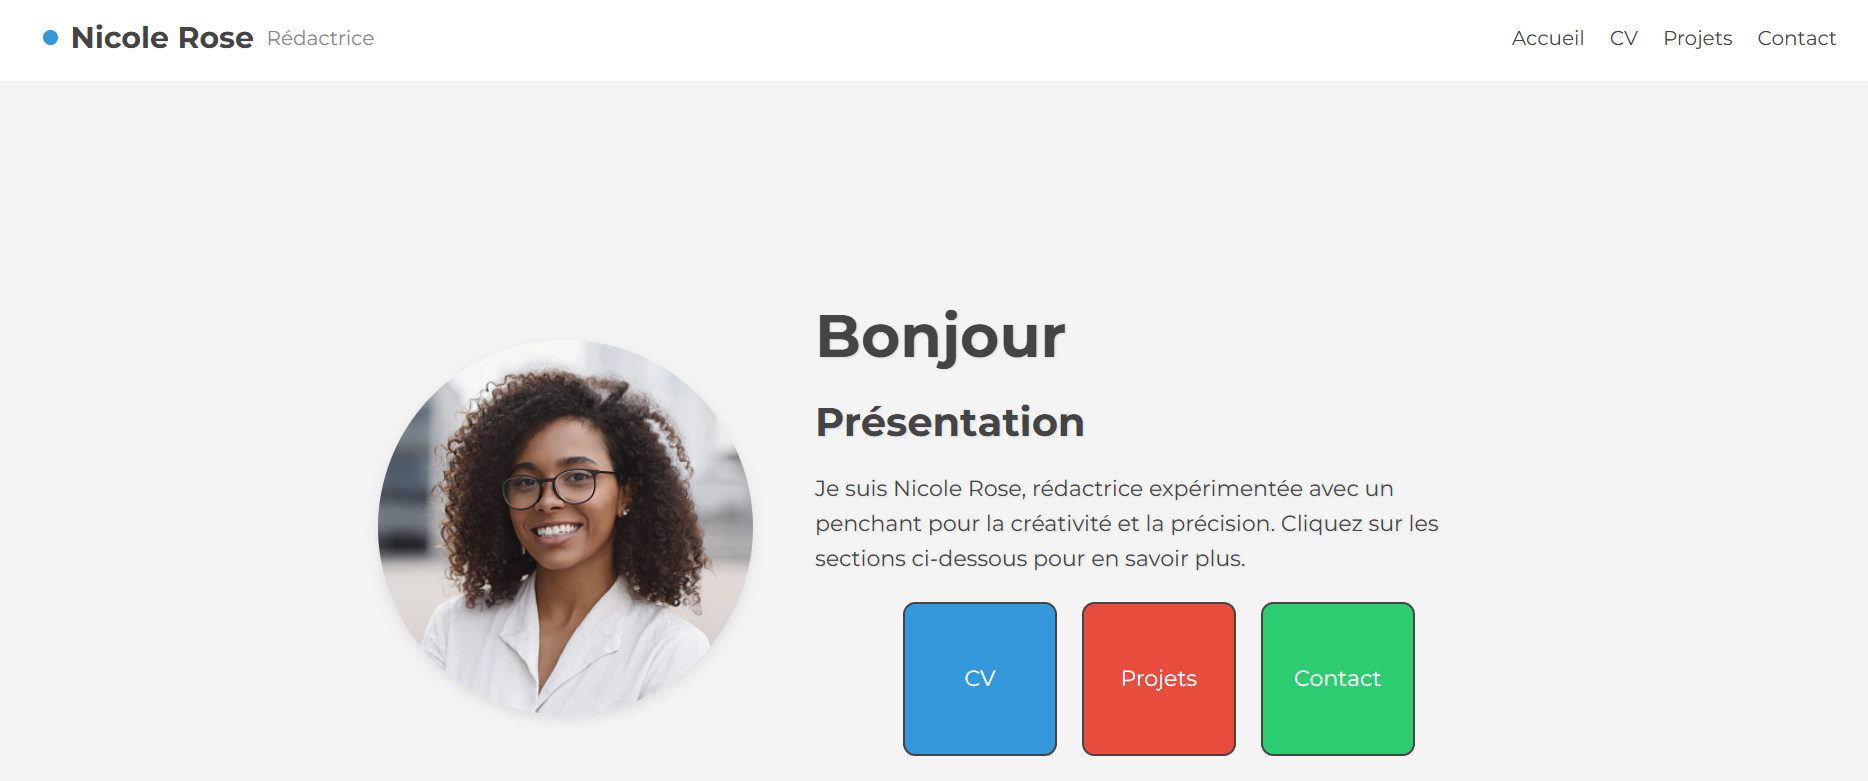 Nicole Rose Rédactrice
Accueil CV Projets Contact
Bonjour
Présentation
Je suis Nicole Rose, rédactrice expérimentée avec un
penchant pour la créativité et la précision. Cliquez sur les
sections ci-dessous pour en savoir plus.
CV
Projets
Contact